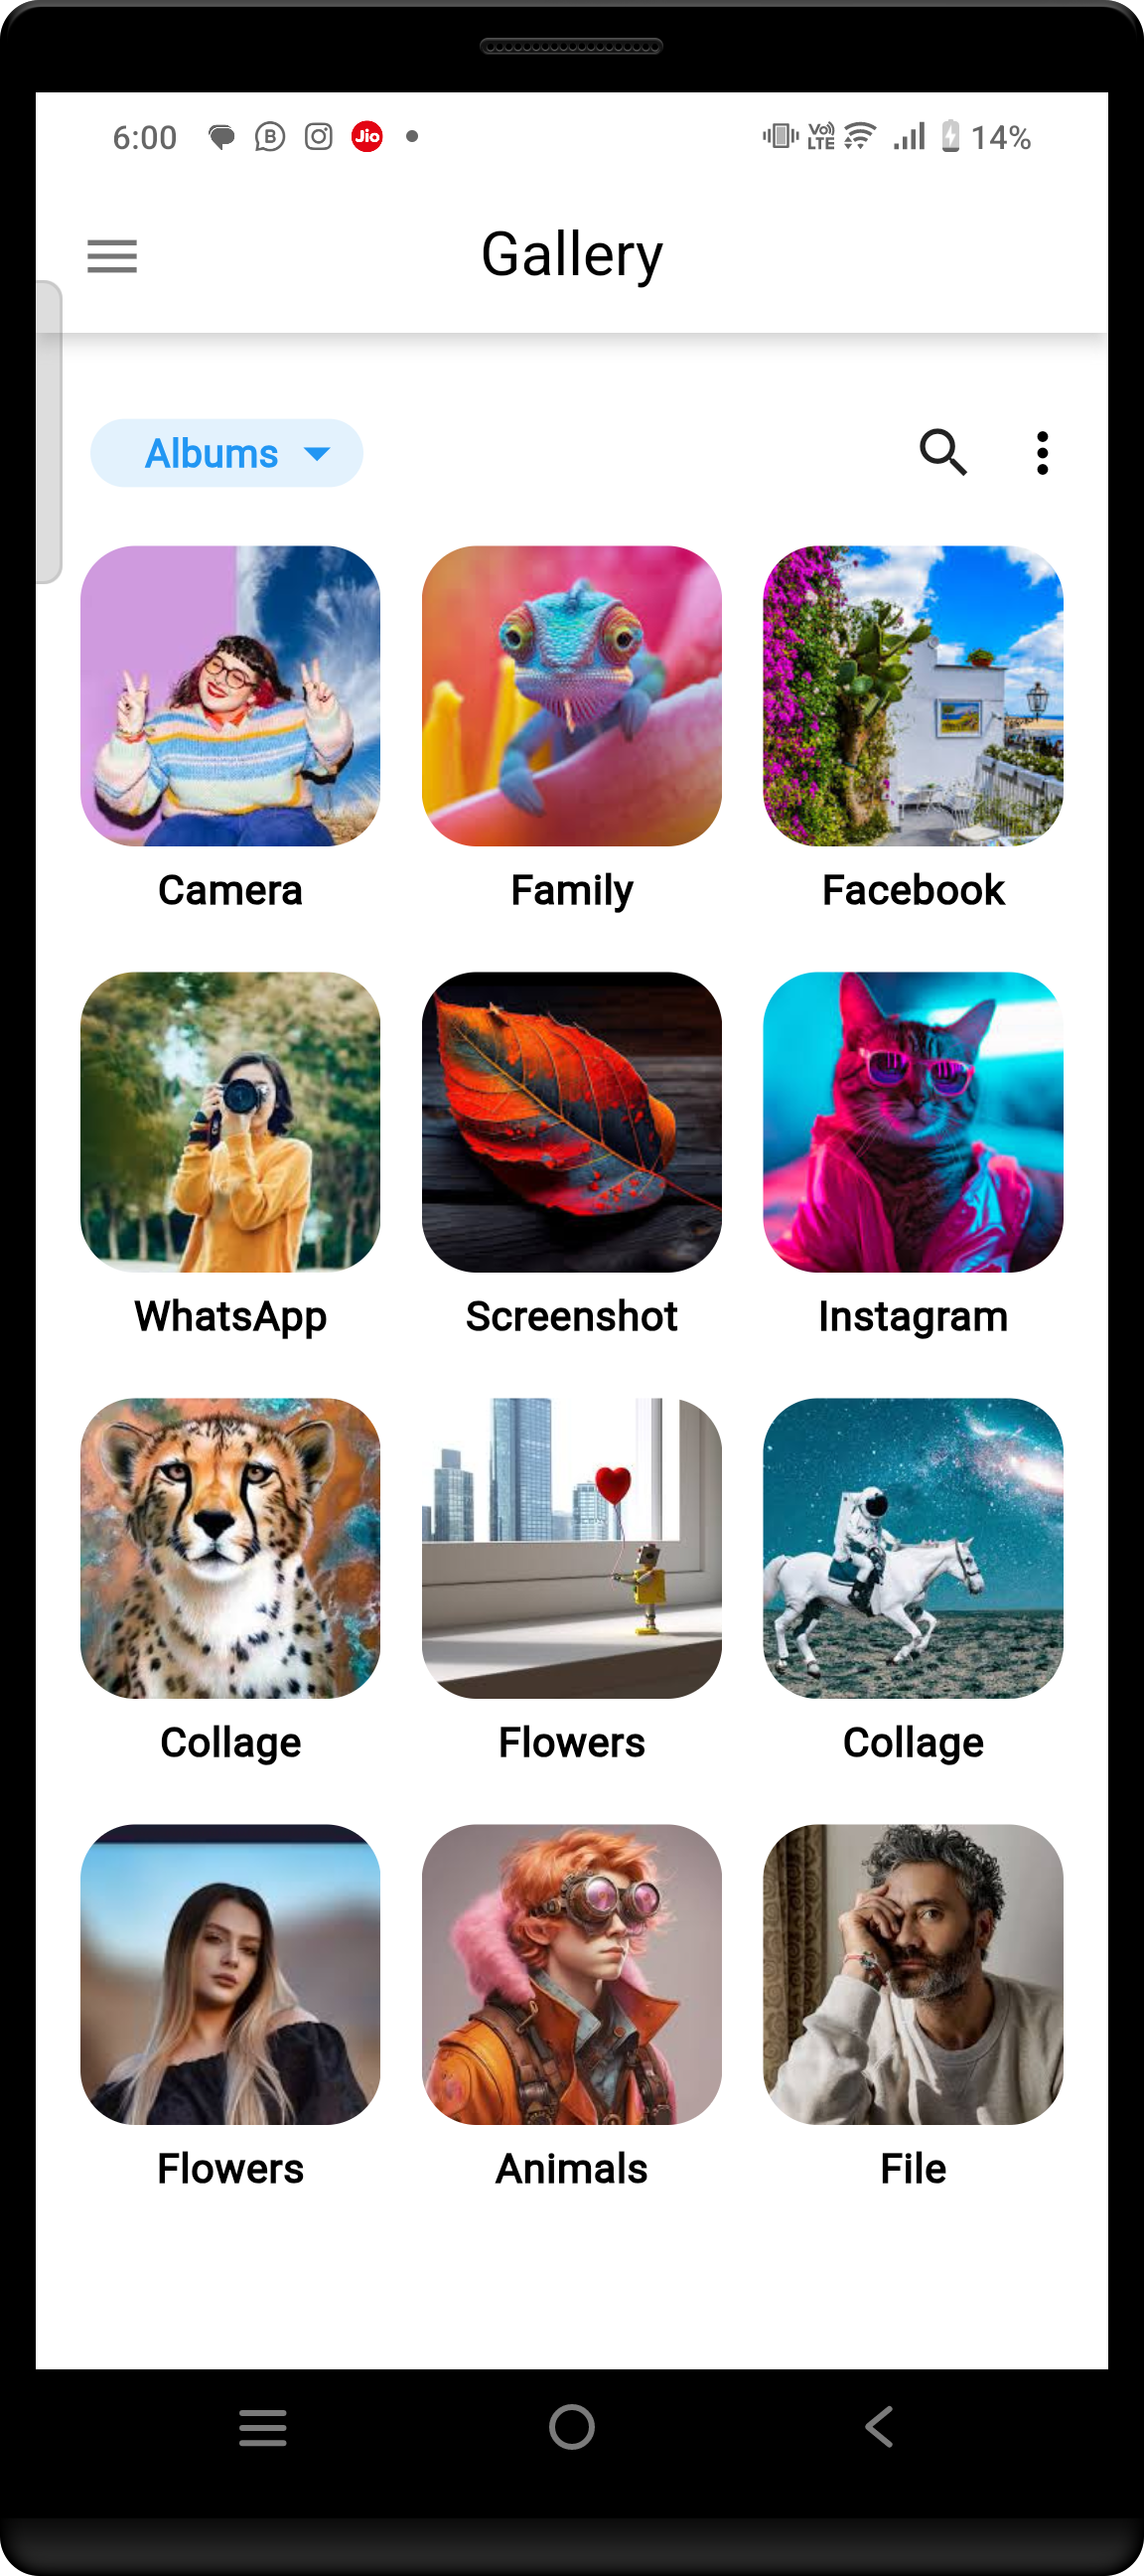 6:00 B Jio Vo) LTE 14%
Gallery
Albums
Camera Family Facebook
WhatsApp Screenshot Instagram
Collage Flowers Collage
Flowers Animals File